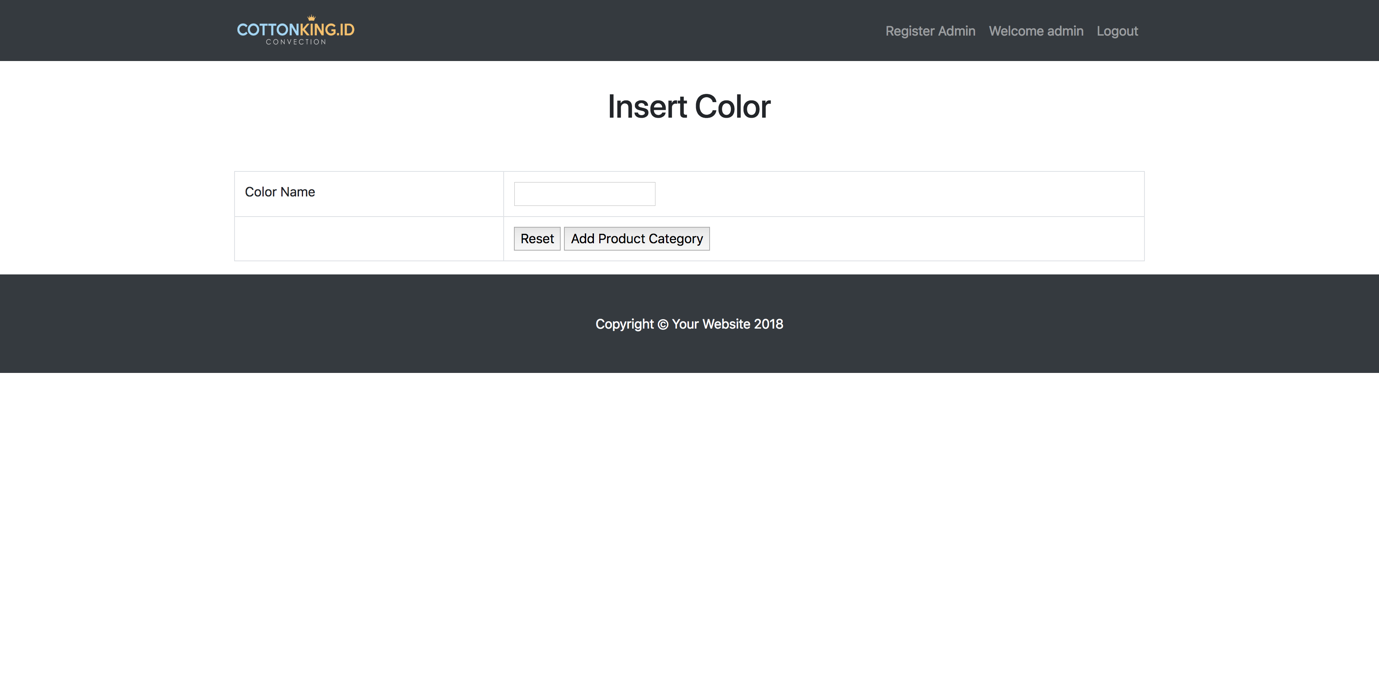 COTTONKING.ID
CONVECTION
Register Admin Welcome admin Logout
Insert Color
Color Name
Reset Add Product Category
Copyright © Your Website 2018